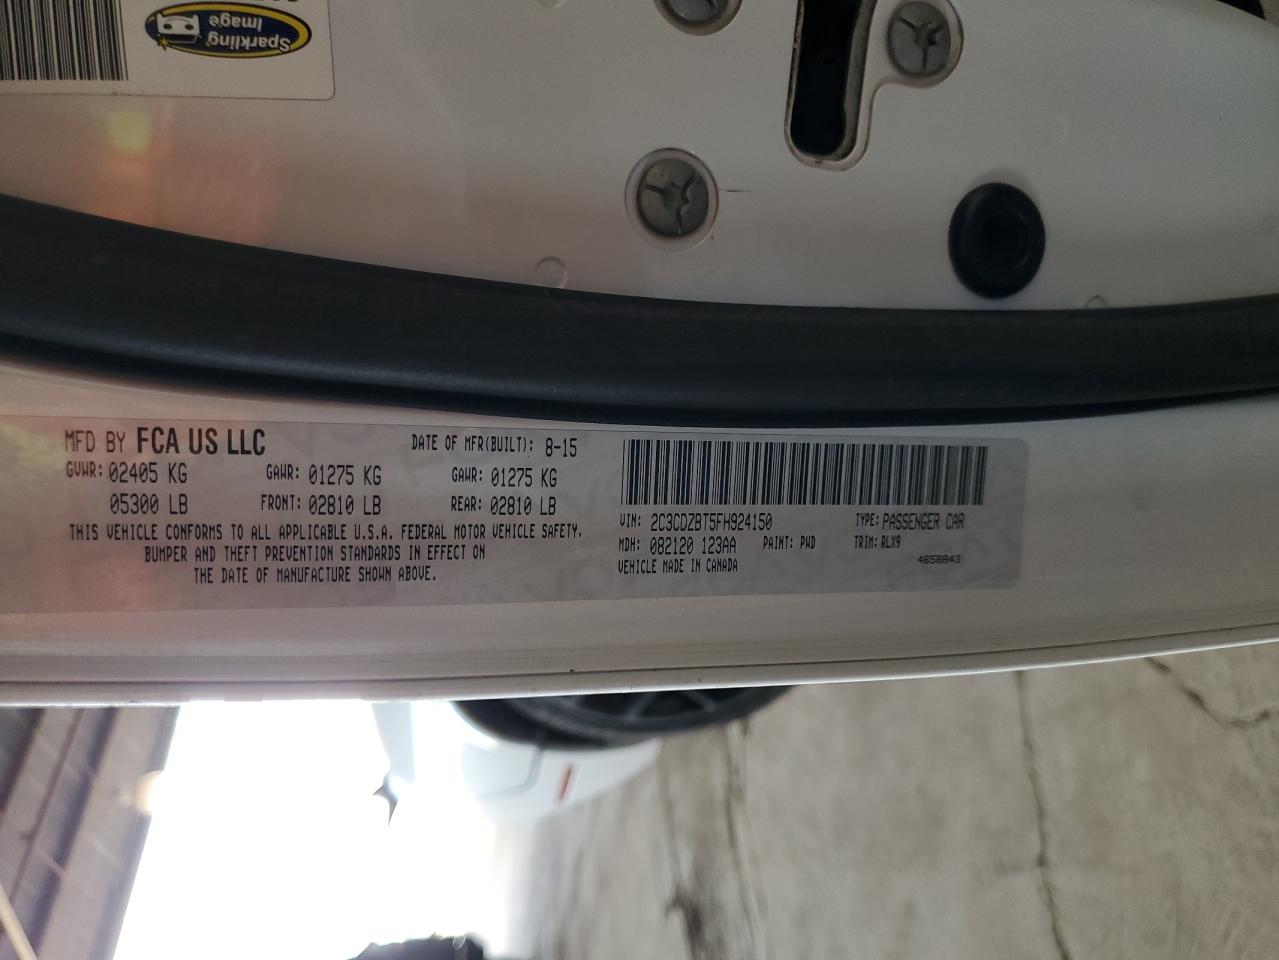 Sparkling
Image
MFD BY FCA US LLC
DATE OF MFR(BUILT): 8-15
GVWR: 02405 KG GAWR: 01275 KG GAWR: 01275 KG
05300 LB FRONT: 02810 LB REAR: 02810 LB
THIS VEHICLE CONFORMS TO ALL APPLICABLE U.S.A. FEDERAL MOTOR VEHICLE SAFETY,
BUMPER AND THEFT PREVENTION STANDARDS IN EFFECT ON
THE DATE OF MANUFACTURE SHOWN ABOVE.
VIN: 2C3CDZBT5FH924150 TYPE: PASSENGER CAR
MDH: 082120 123AA PAINT: PWD TRIM: RLX9
VEHICLE MADE IN CANADA 4658843